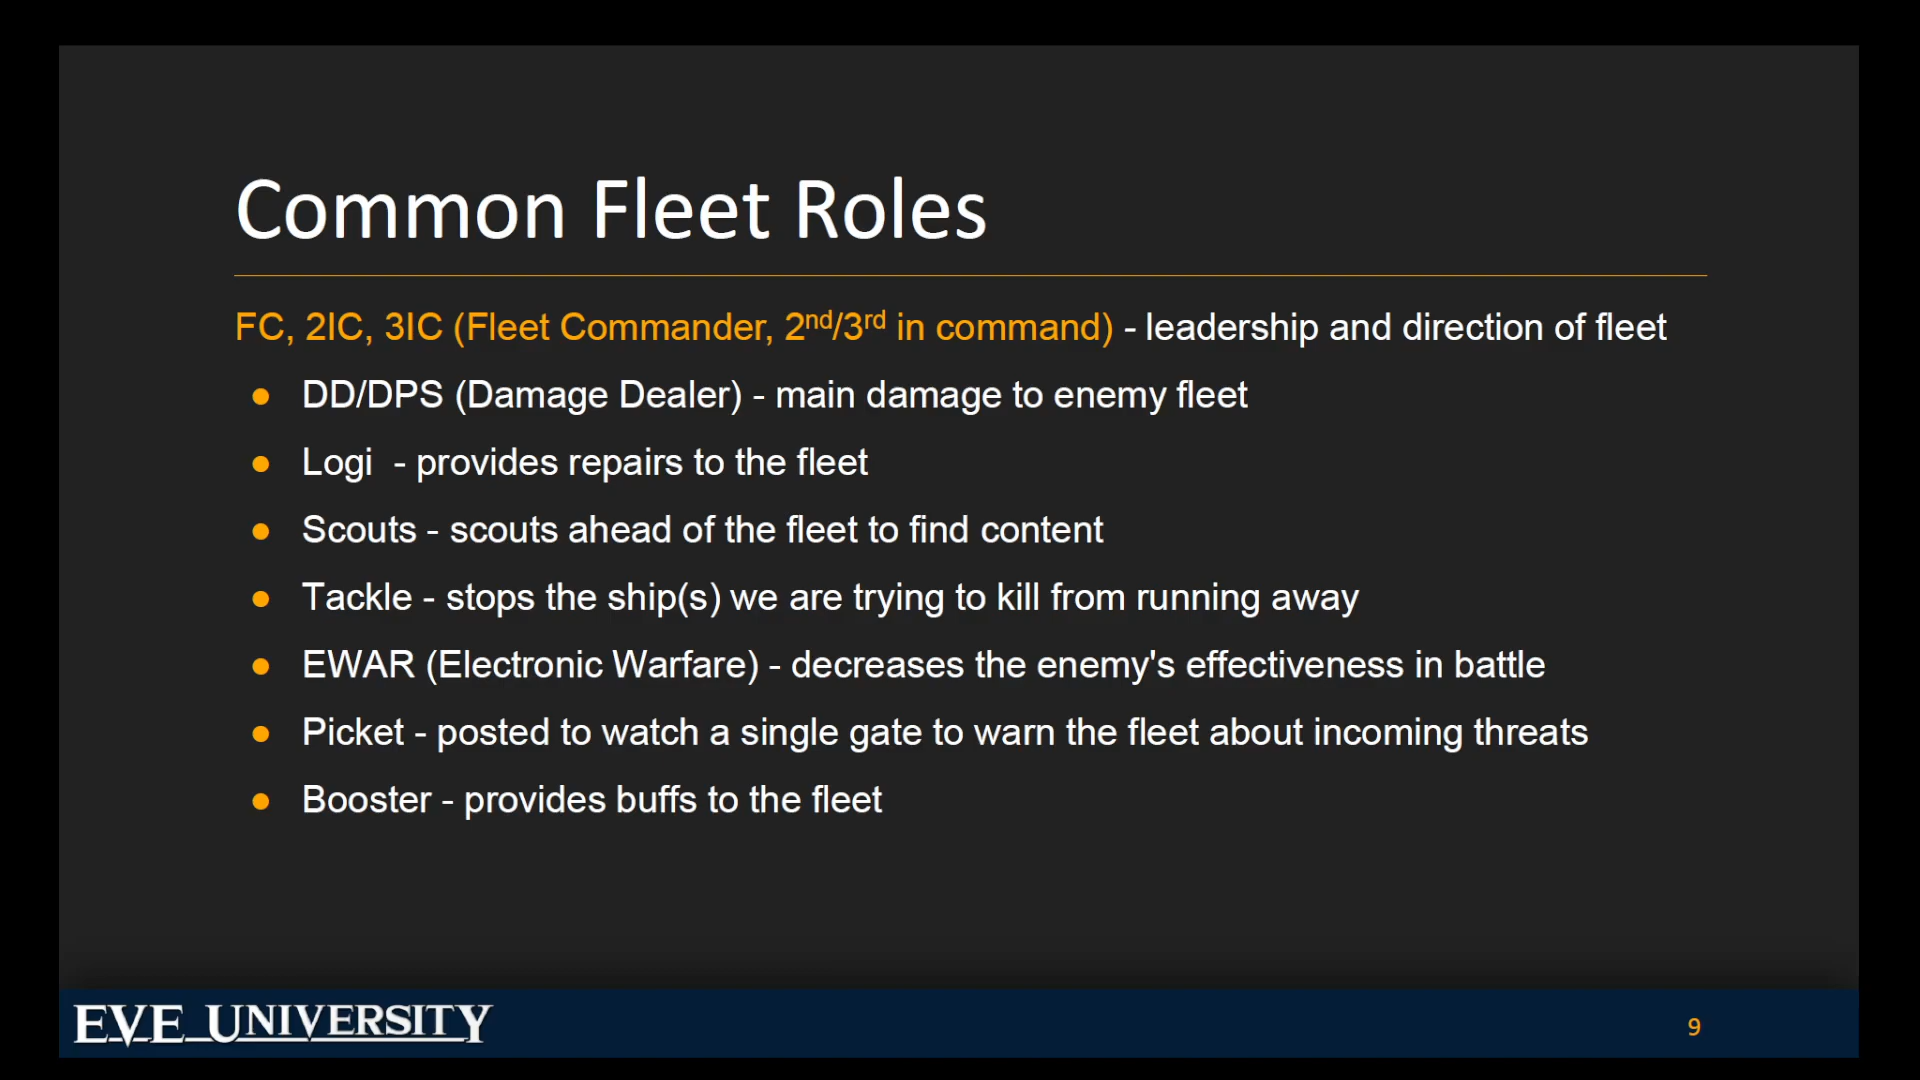 Common Fleet Roles
FC, 2IC, 3IC (Fleet Commander, 2nd/3rd in command) - leadership and direction of fleet
● DD/DPS (Damage Dealer) - main damage to enemy fleet
● Logi  - provides repairs to the fleet
● Scouts - scouts ahead of the fleet to find content
● Tackle - stops the ship(s) we are trying to kill from running away
● EWAR (Electronic Warfare) - decreases the enemy's effectiveness in battle
● Picket - posted to watch a single gate to warn the fleet about incoming threats
● Booster - provides buffs to the fleet
EVE UNIVERSITY
9